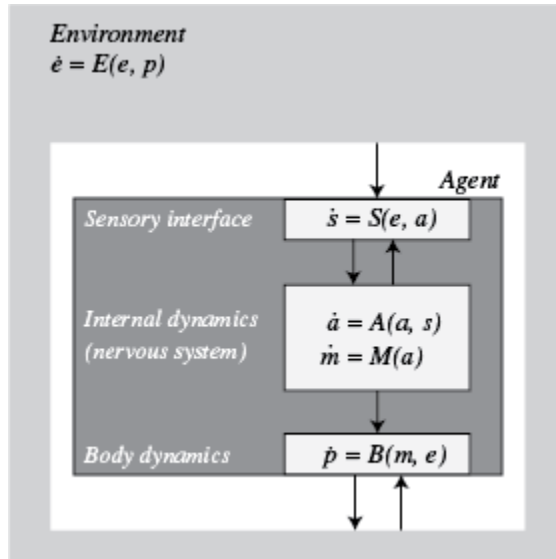 Environment
ė = E(e, p)
Agent
Sensory interface
ṡ = S(e, a)
Internal dynamics
(nervous system)
ȧ = A(a, s)
ṁ = M(a)
Body dynamics
ṗ = B(m, e)